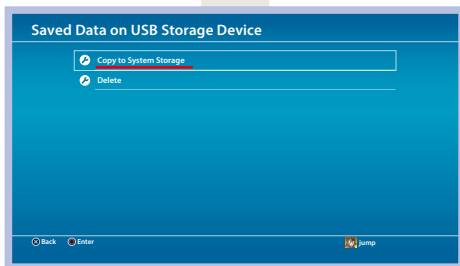 Saved Data on USB Storage Device
Copy to System Storage
Delete
Back Enter jump